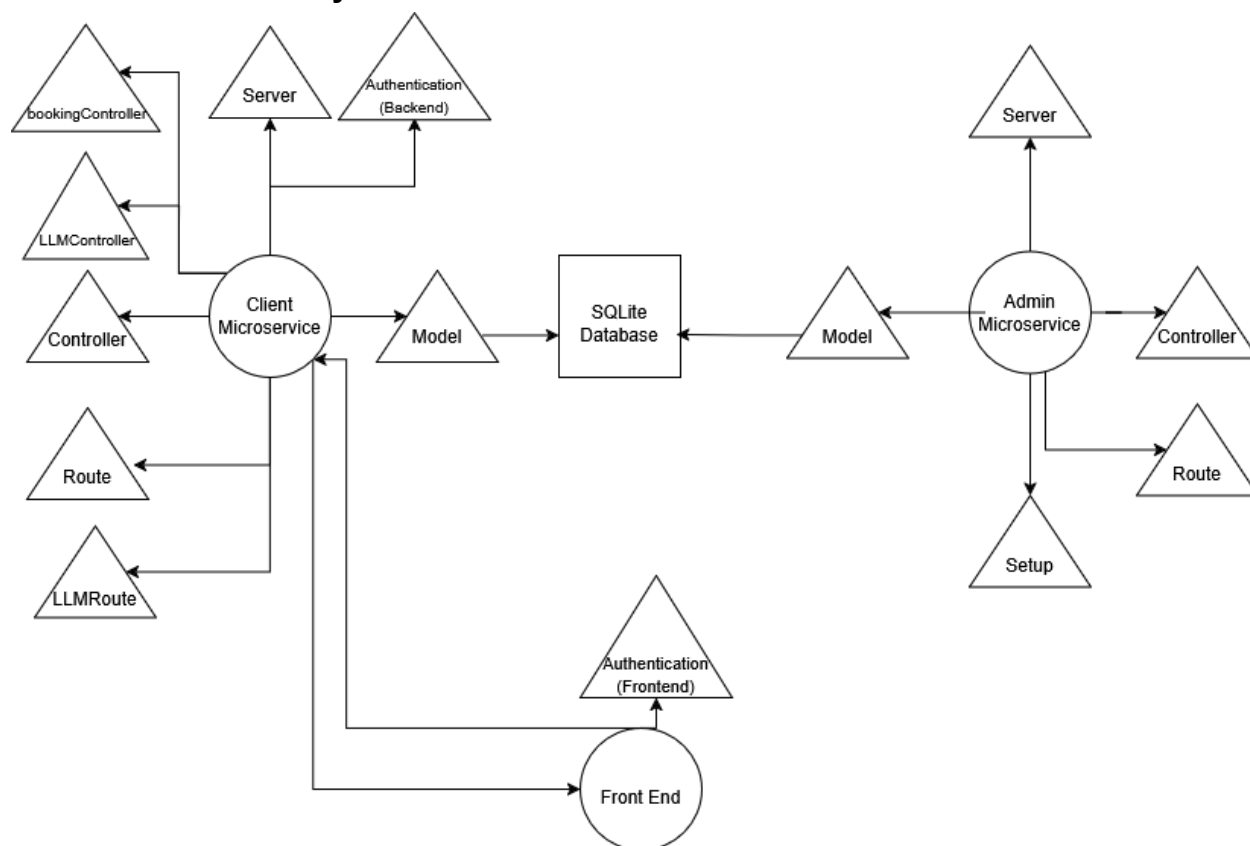 bookingController
Server
Authentication
(Backend)
Server
LLMController
Client
Microservice
Controller
Model
SQLite
Database
Model
Admin
Microservice
Controller
Route
LLMRoute
Route
Setup
Authentication
(Frontend)
Front End